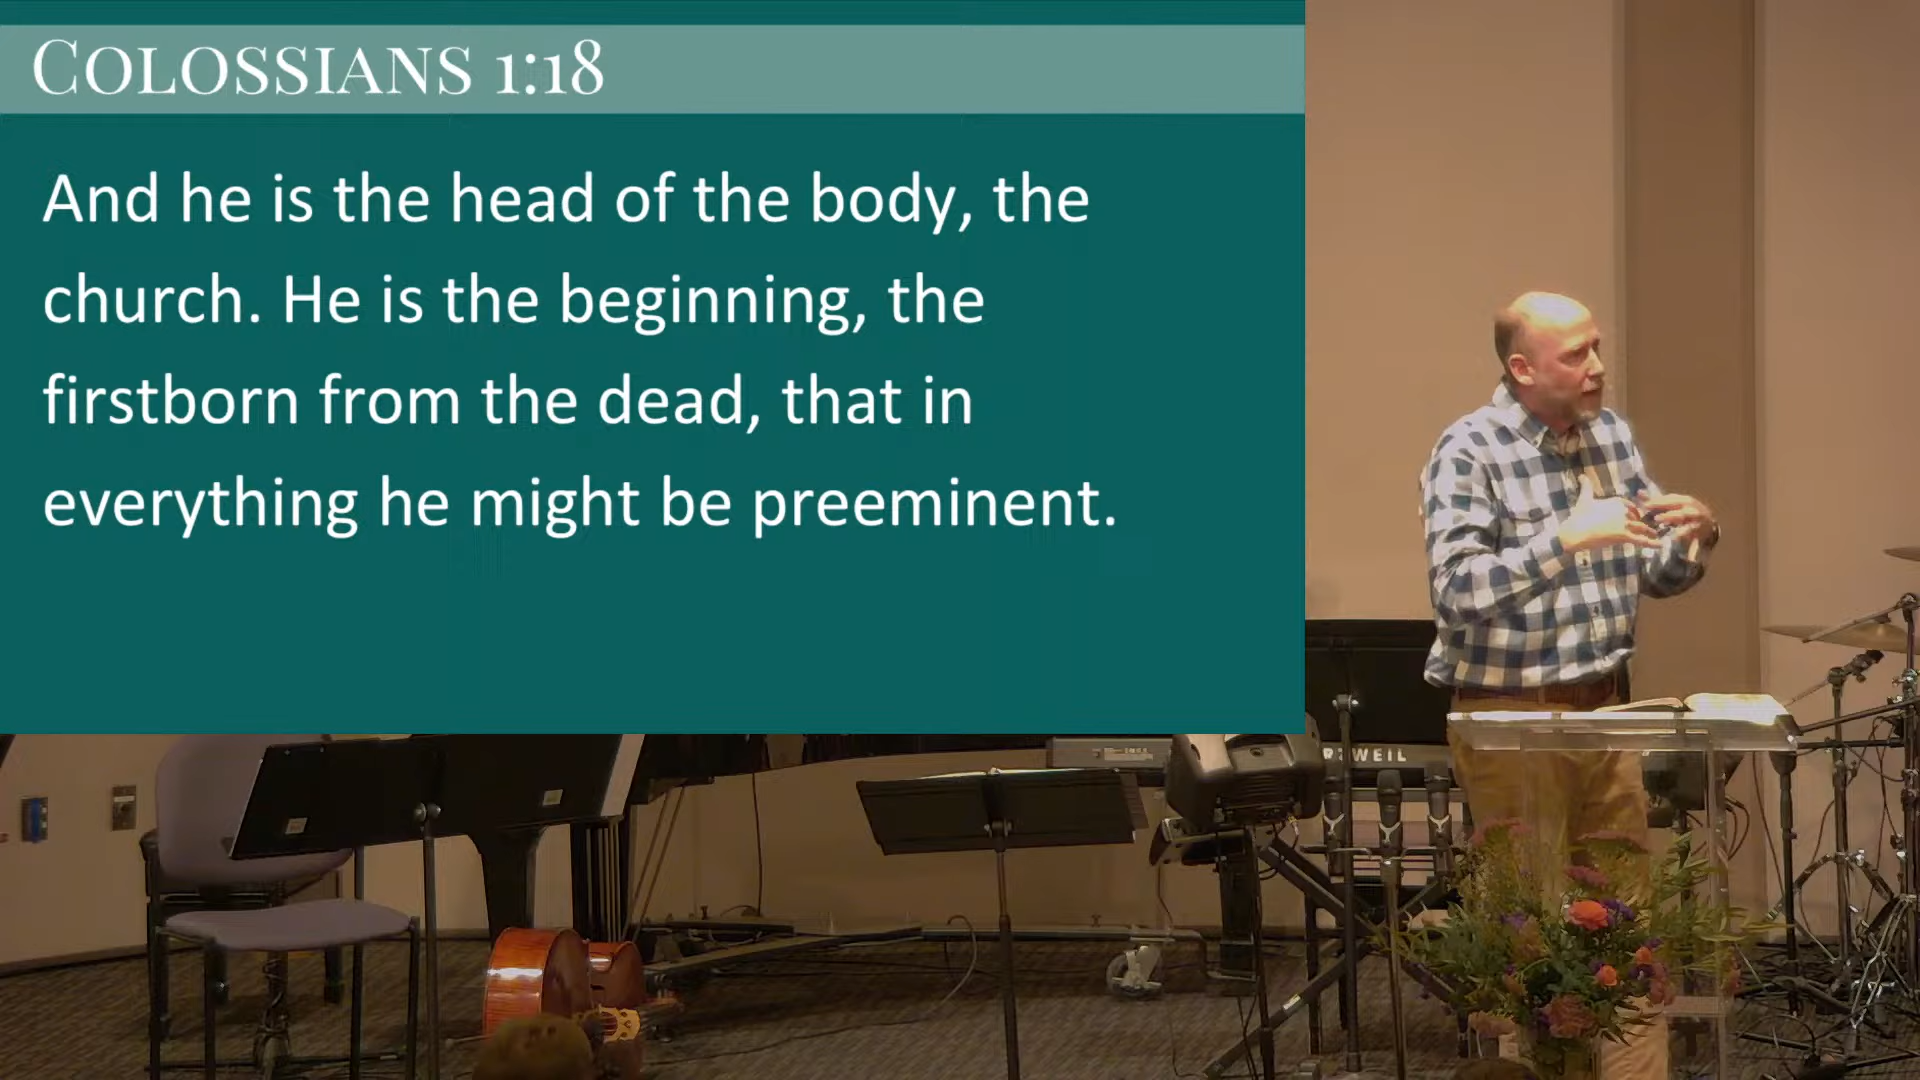 Colossians 1:18
And he is the head of the body, the
church. He is the beginning, the
firstborn from the dead, that in
everything he might be preeminent.